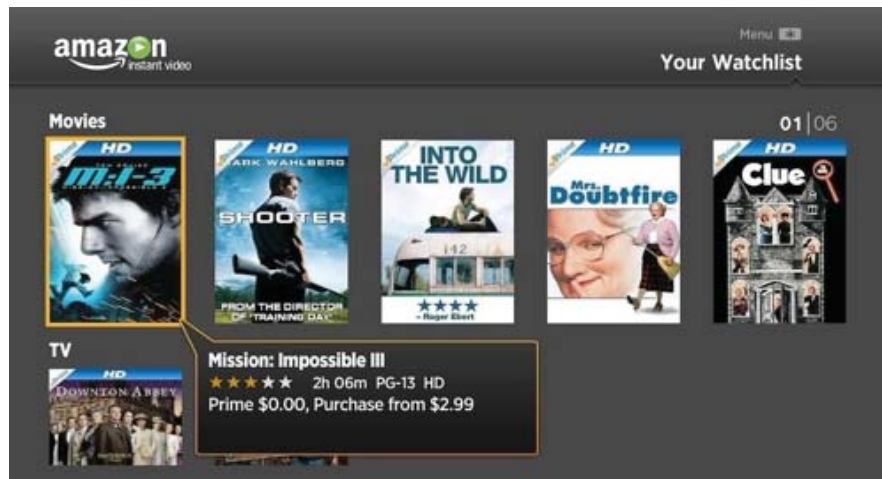 amazon
instant video
Menu
Your Watchlist
Movies
01|06
HD
M:I-3
HD
MARK WAHLBERG
SHOOTER
FROM THE DIRECTOR
OF 'TRAINING DAY'
INTO
THE WILD
142
★★★★
- Roger Ebert
HD
Mrs.
Doubtfire
HD
Clue
TV
HD
DOWNTON ABBEY
Mission: Impossible III
★★★★★ 2h 06m PG-13 HD
Prime $0.00, Purchase from $2.99